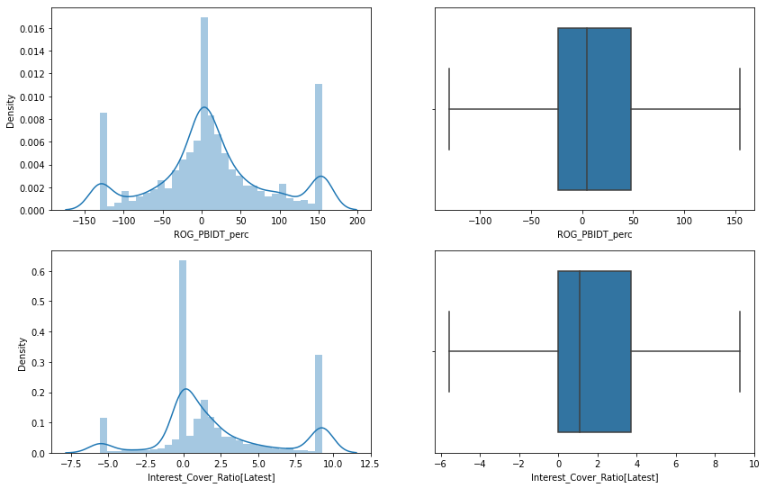 0.016
0.014
0.012
0.010
0.008
0.006
0.004
0.002
0.000
Density
−150 −100 −50 0 50 100 150 200
ROG_PBIDT_perc
−100 −50 0 50 100 150
ROG_PBIDT_perc
0.6
0.5
0.4
0.3
0.2
0.1
0.0
Density
−7.5 −5.0 −2.5 0.0 2.5 5.0 7.5 10.0 12.5
Interest_Cover_Ratio[Latest]
−6 −4 −2 0 2 4 6 8 10
Interest_Cover_Ratio[Latest]